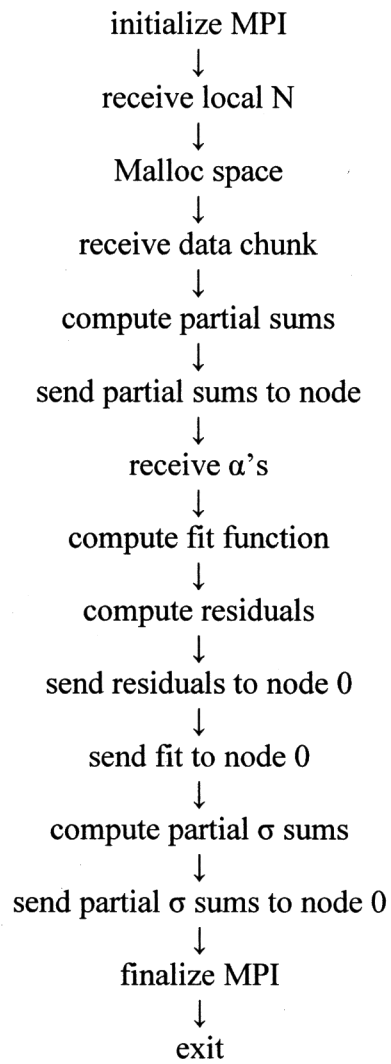 initialize MPI
↓
receive local N
↓
Malloc space
↓
receive data chunk
↓
compute partial sums
↓
send partial sums to node
↓
receive α’s
↓
compute fit function
↓
compute residuals
↓
send residuals to node 0
↓
send fit to node 0
↓
compute partial σ sums
↓
send partial σ sums to node 0
↓
finalize MPI
↓
exit